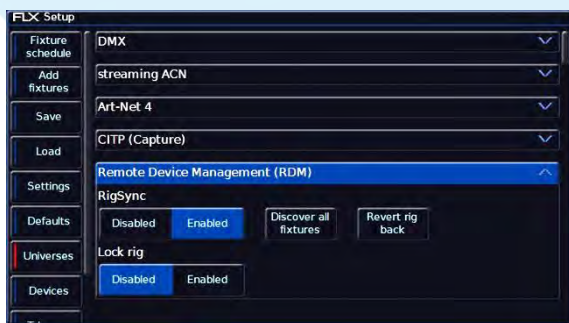 FLX Setup
Fixture
schedule
Add
fixtures
Save
Load
Settings
Defaults
Universes
Devices
DMX
streaming ACN
Art-Net 4
CITP (Capture)
Remote Device Management (RDM)
RigSync
Disabled
Enabled
Discover all
fixtures
Revert rig
back
Lock rig
Disabled
Enabled